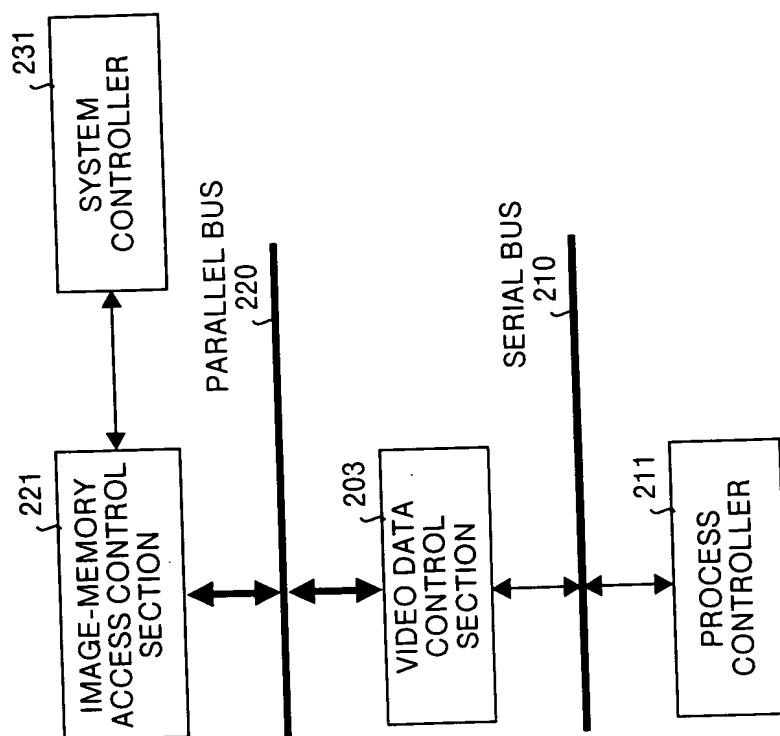 231
SYSTEM
CONTROLLER
221
IMAGE-MEMORY
ACCESS CONTROL
SECTION
PARALLEL BUS
220
203
VIDEO DATA
CONTROL
SECTION
SERIAL BUS
210
211
PROCESS
CONTROLLER